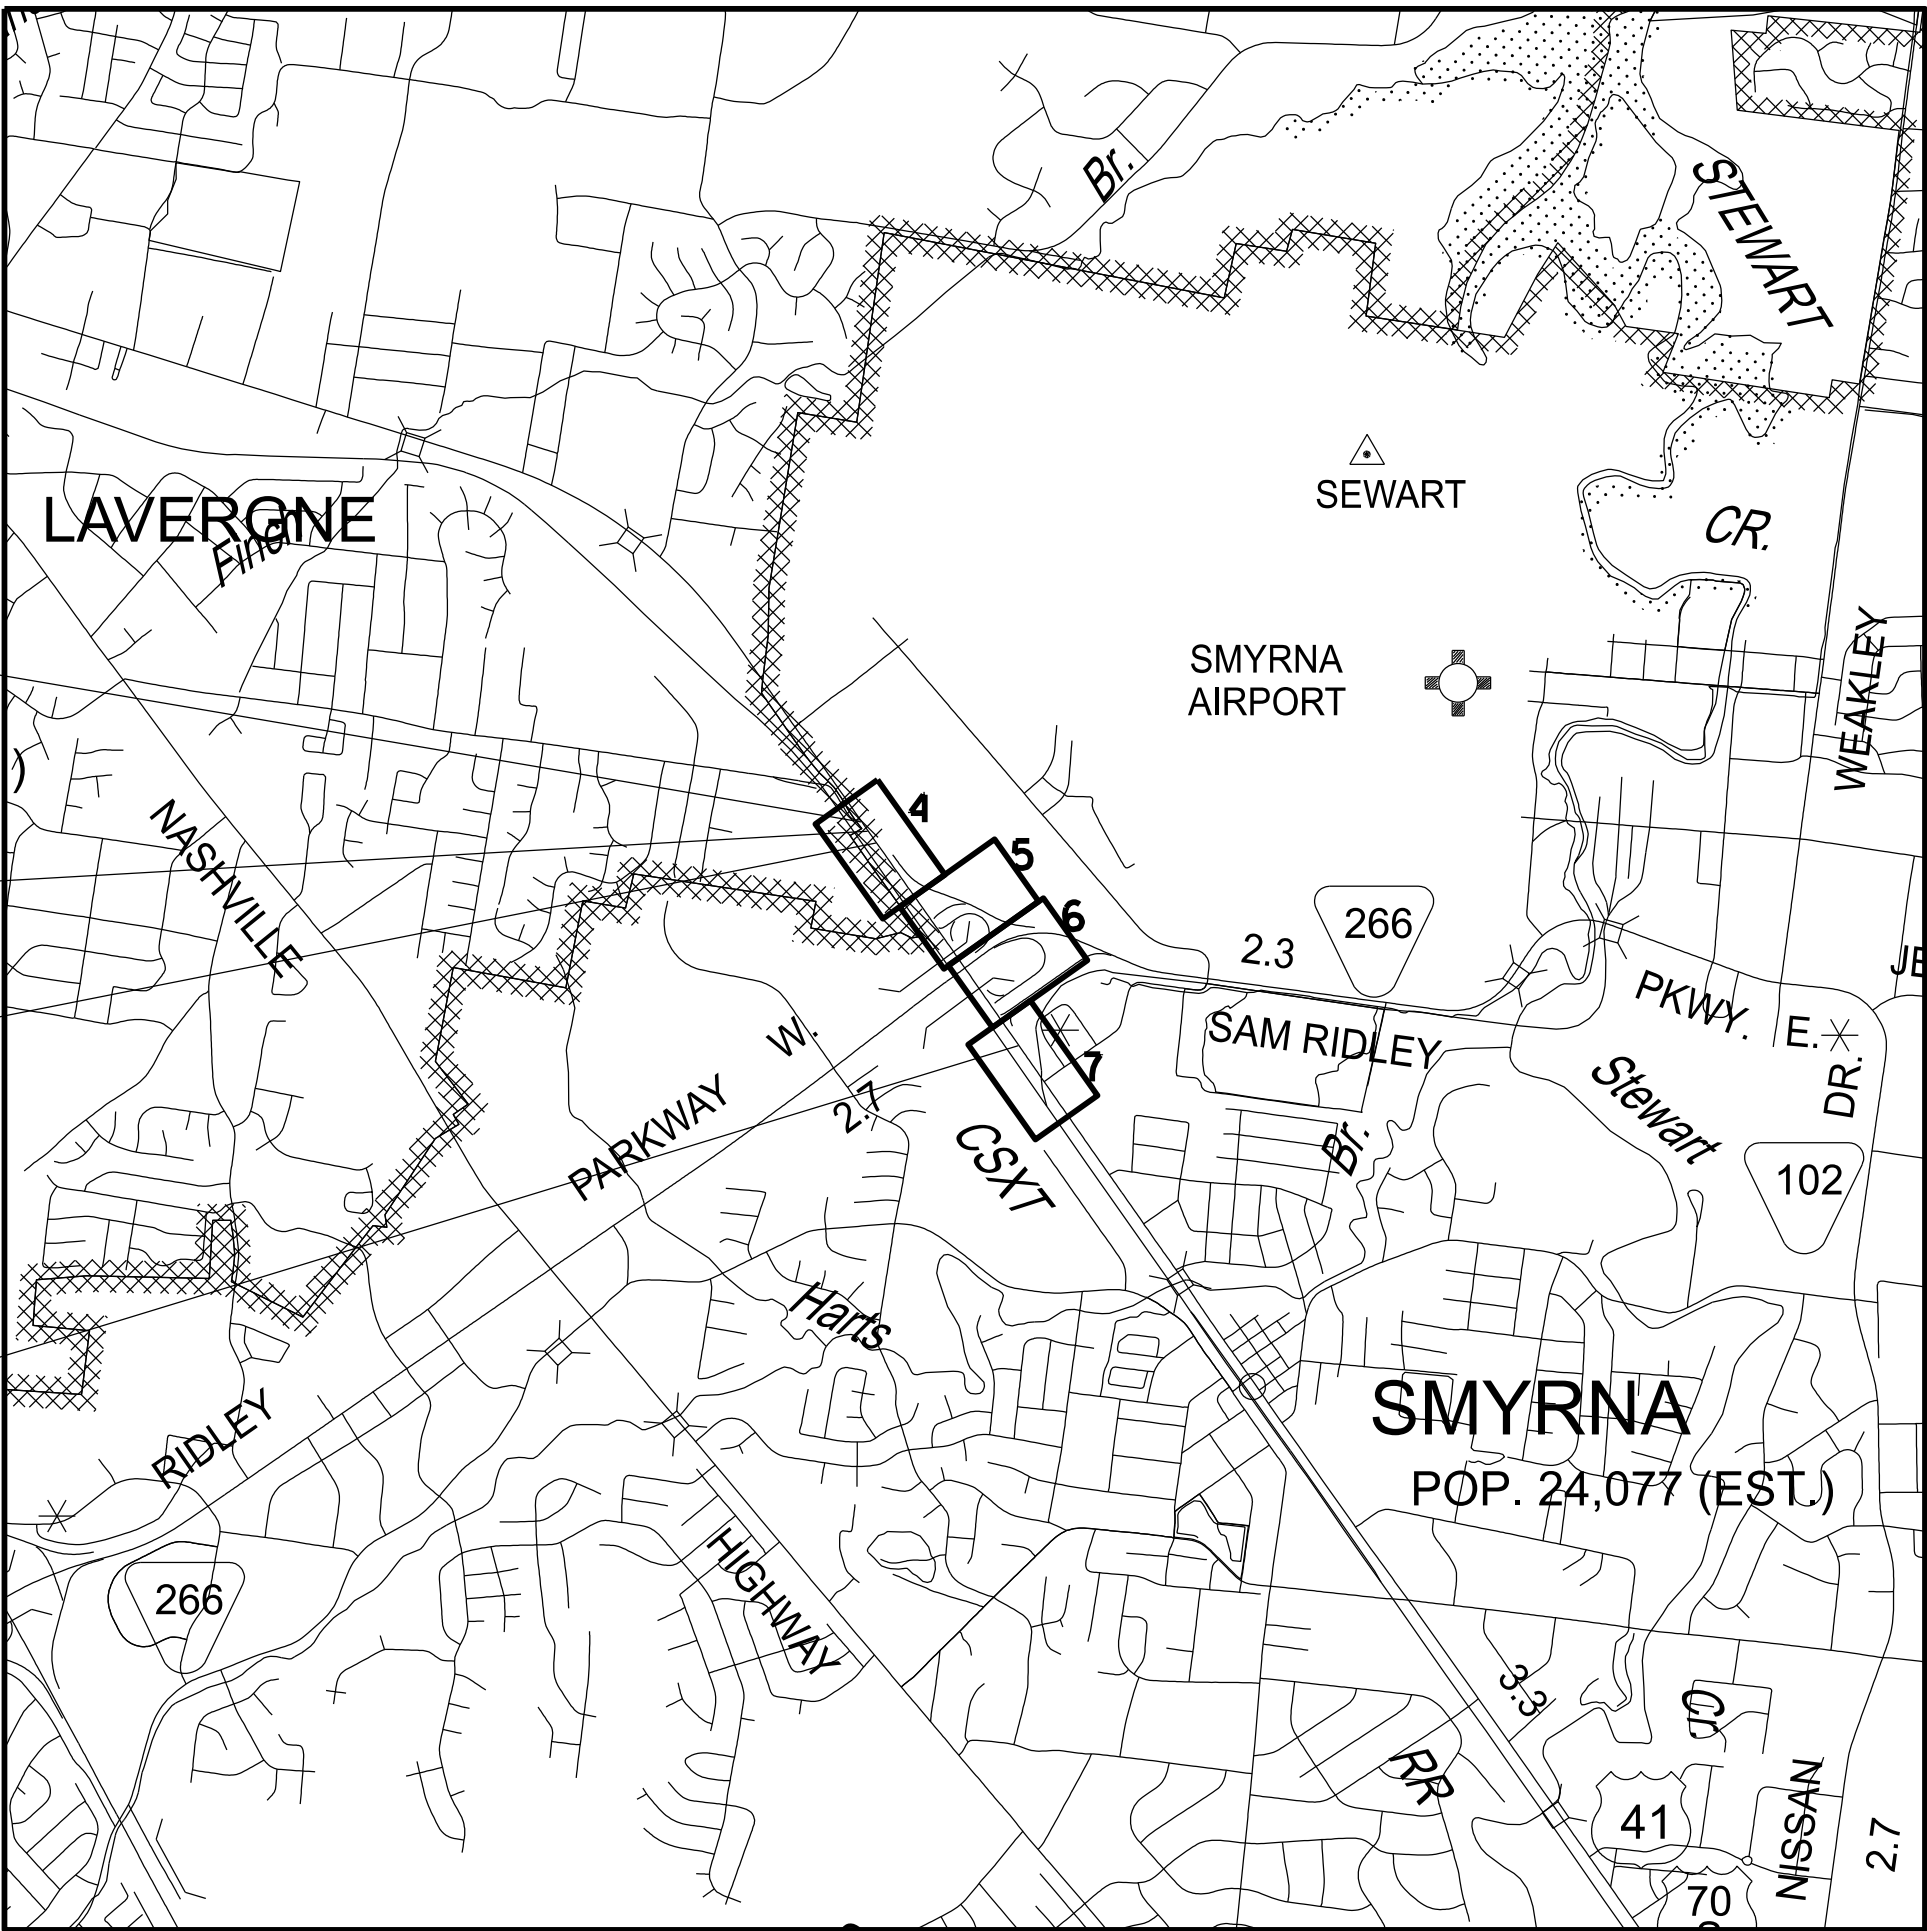 Br.
STEWART
SEWART
LAVERGNE
Finch
CR.
SMYRNA
AIRPORT
WEAKLEY
)
4
NASHVILLE
5
6
266
2.3
JE
PKWY. E.
W.
SAM RIDLEY
7
Stewart
DR.
PARKWAY
2.7
CSXT
Br.
102
Harts
SMYRNA
POP. 24,077 (EST.)
RIDLEY
266
HIGHWAY
3.3
Cr.
RR
41
NISSAN
2.7
70